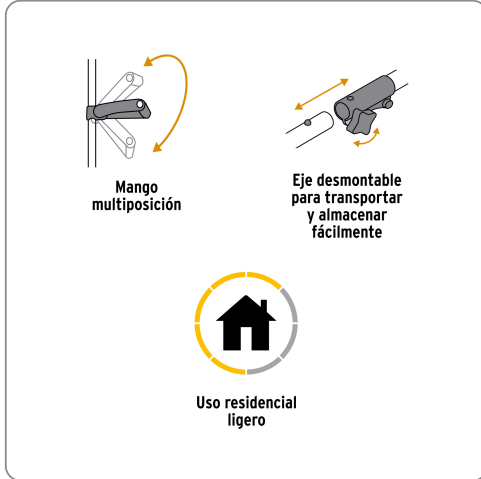 Mango
multiposición
Eje desmontable
para transportar
y almacenar
fácilmente
Uso residencial
ligero